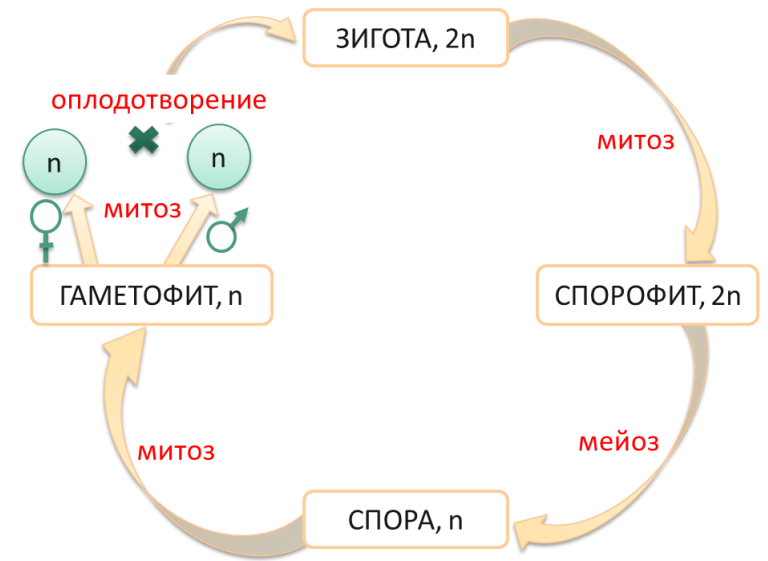 ЗИГОТА, 2n
оплодотворение
митоз
n
n
митоз
ГАМЕТОФИТ, n
СПОРОФИТ, 2n
мейоз
митоз
СПОРА, n